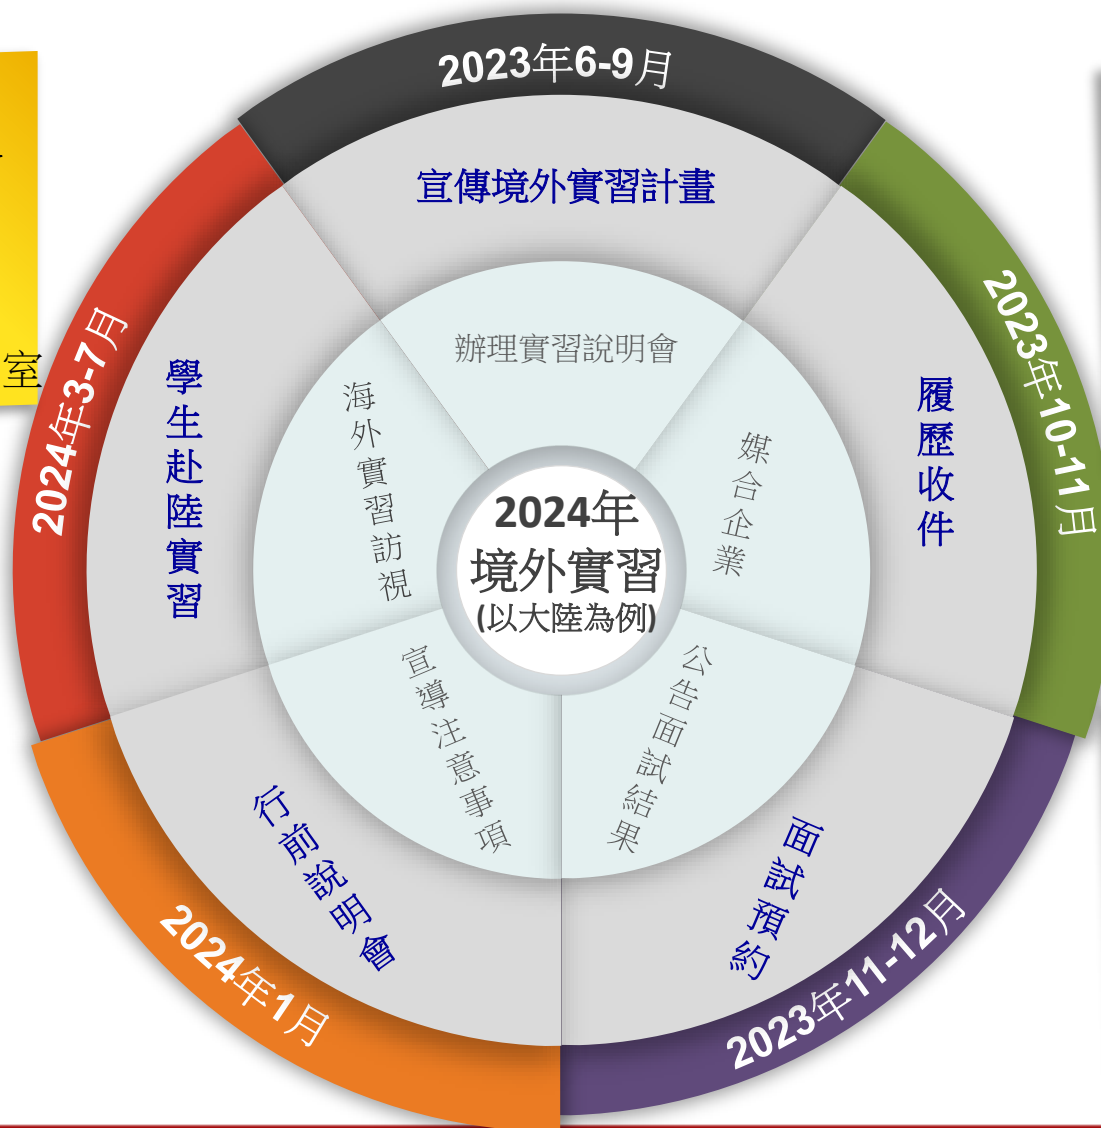 2023年6-9月
宣傳境外實習計畫
辦理實習說明會
2023年10-11月
履歷收件
媒合企業
2023年11-12月
面試預約
公告面試結果
2024年1月
行前說明會
宣導注意事項
2024年3-7月
學生赴陸實習
海外實習訪視
2024年
境外實習
(以大陸為例)
室